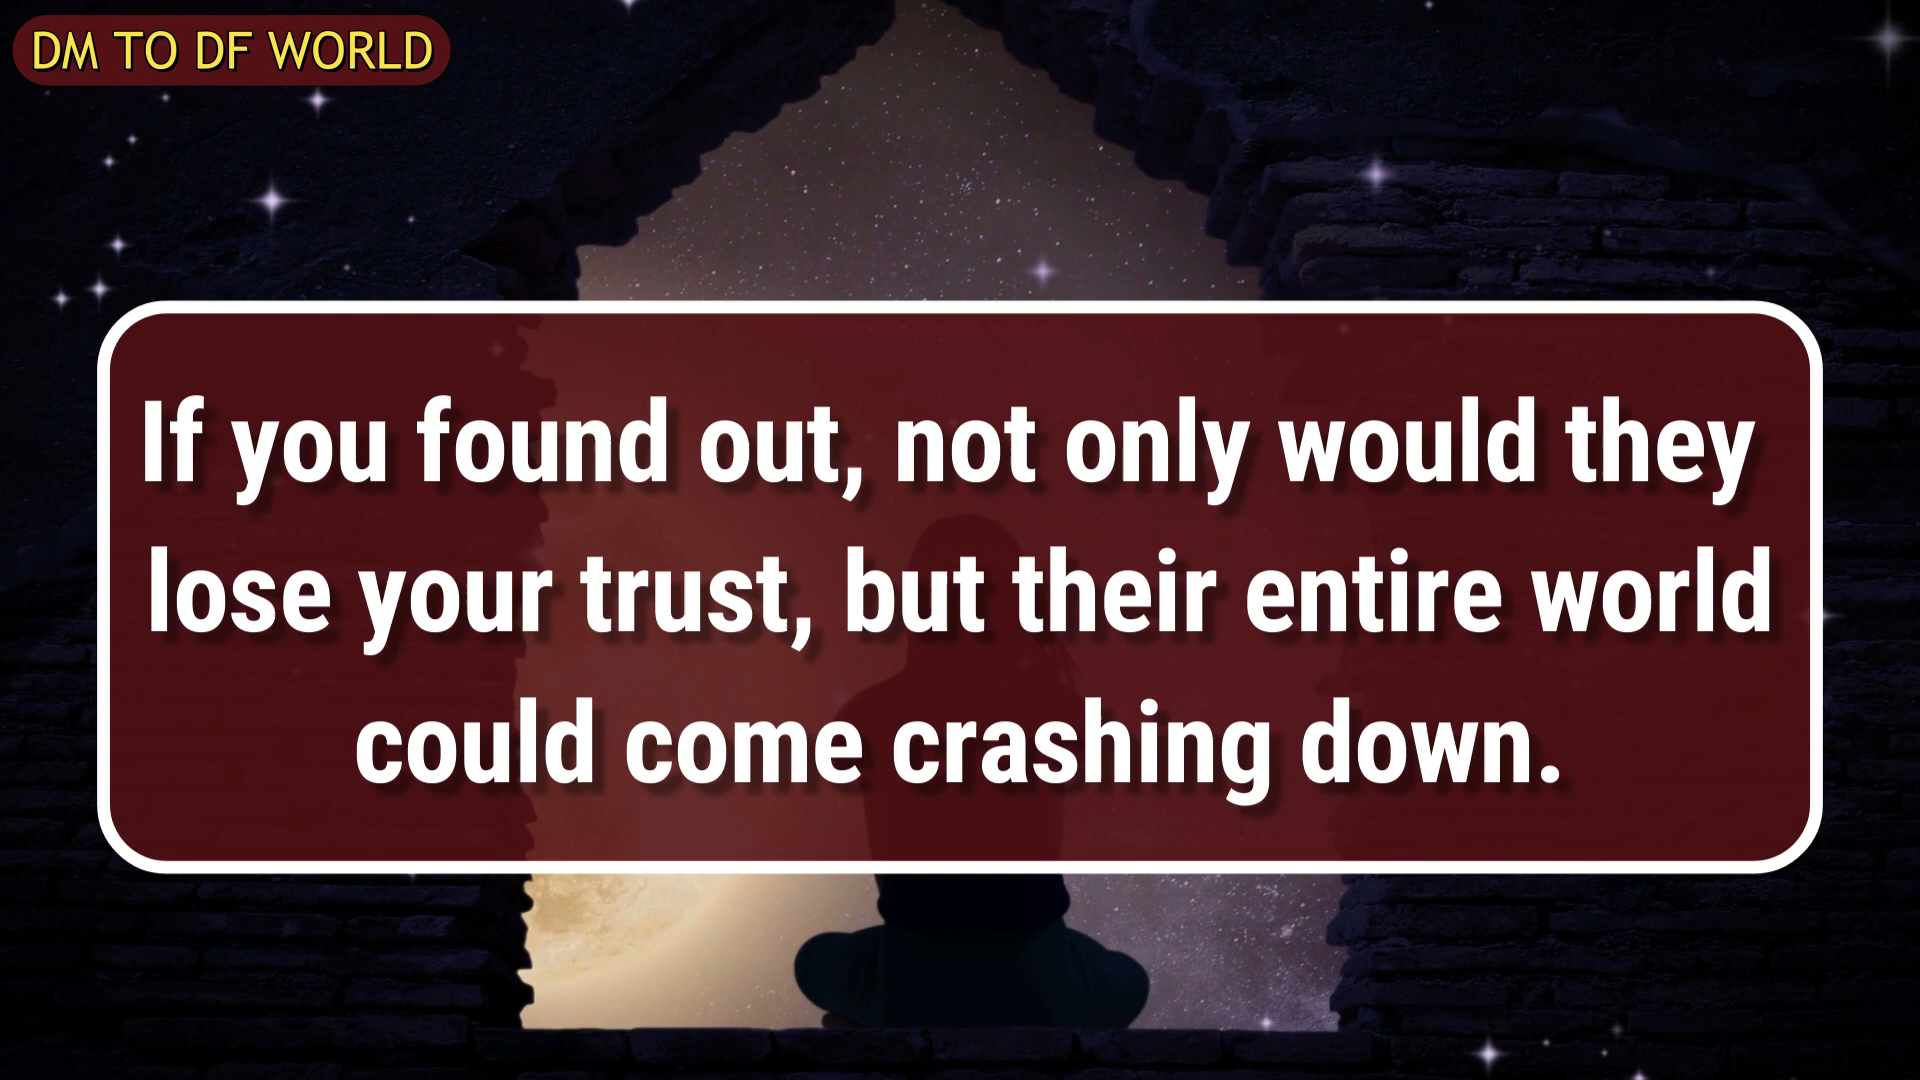 DM TO DF WORLD
If you found out, not only would they
lose your trust, but their entire world
could come crashing down.